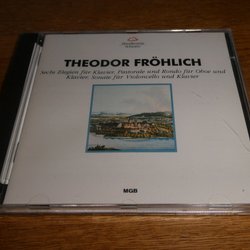 THEODOR FRÖHLICH
Sechs Elegien für Klavier, Pastorale und Rondo für Oboe und
Klavier, Sonate für Violoncello und Klavier
MGB